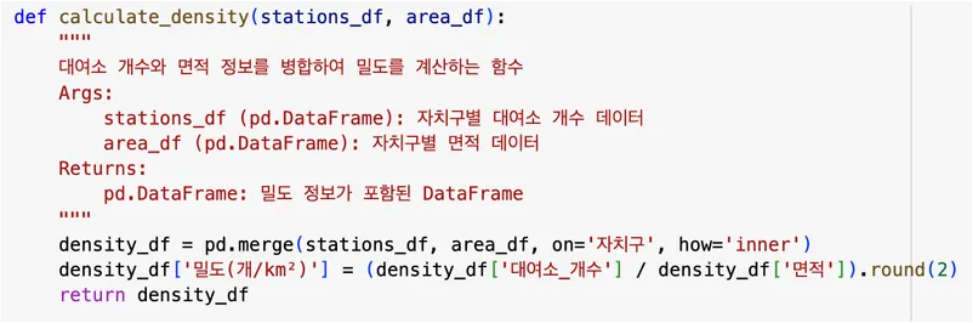 def calculate_density(stations_df, area_df):
    """
    대여소 개수와 면적 정보를 병합하여 밀도를 계산하는 함수
    Args:
        stations_df (pd.DataFrame): 자치구별 대여소 개수 데이터
        area_df (pd.DataFrame): 자치구별 면적 데이터
    Returns:
        pd.DataFrame: 밀도 정보가 포함된 DataFrame
    """
    density_df = pd.merge(stations_df, area_df, on='자치구', how='inner')
    density_df['밀도(개/km²)'] = (density_df['대여소_개수'] / density_df['면적']).round(2)
    return density_df